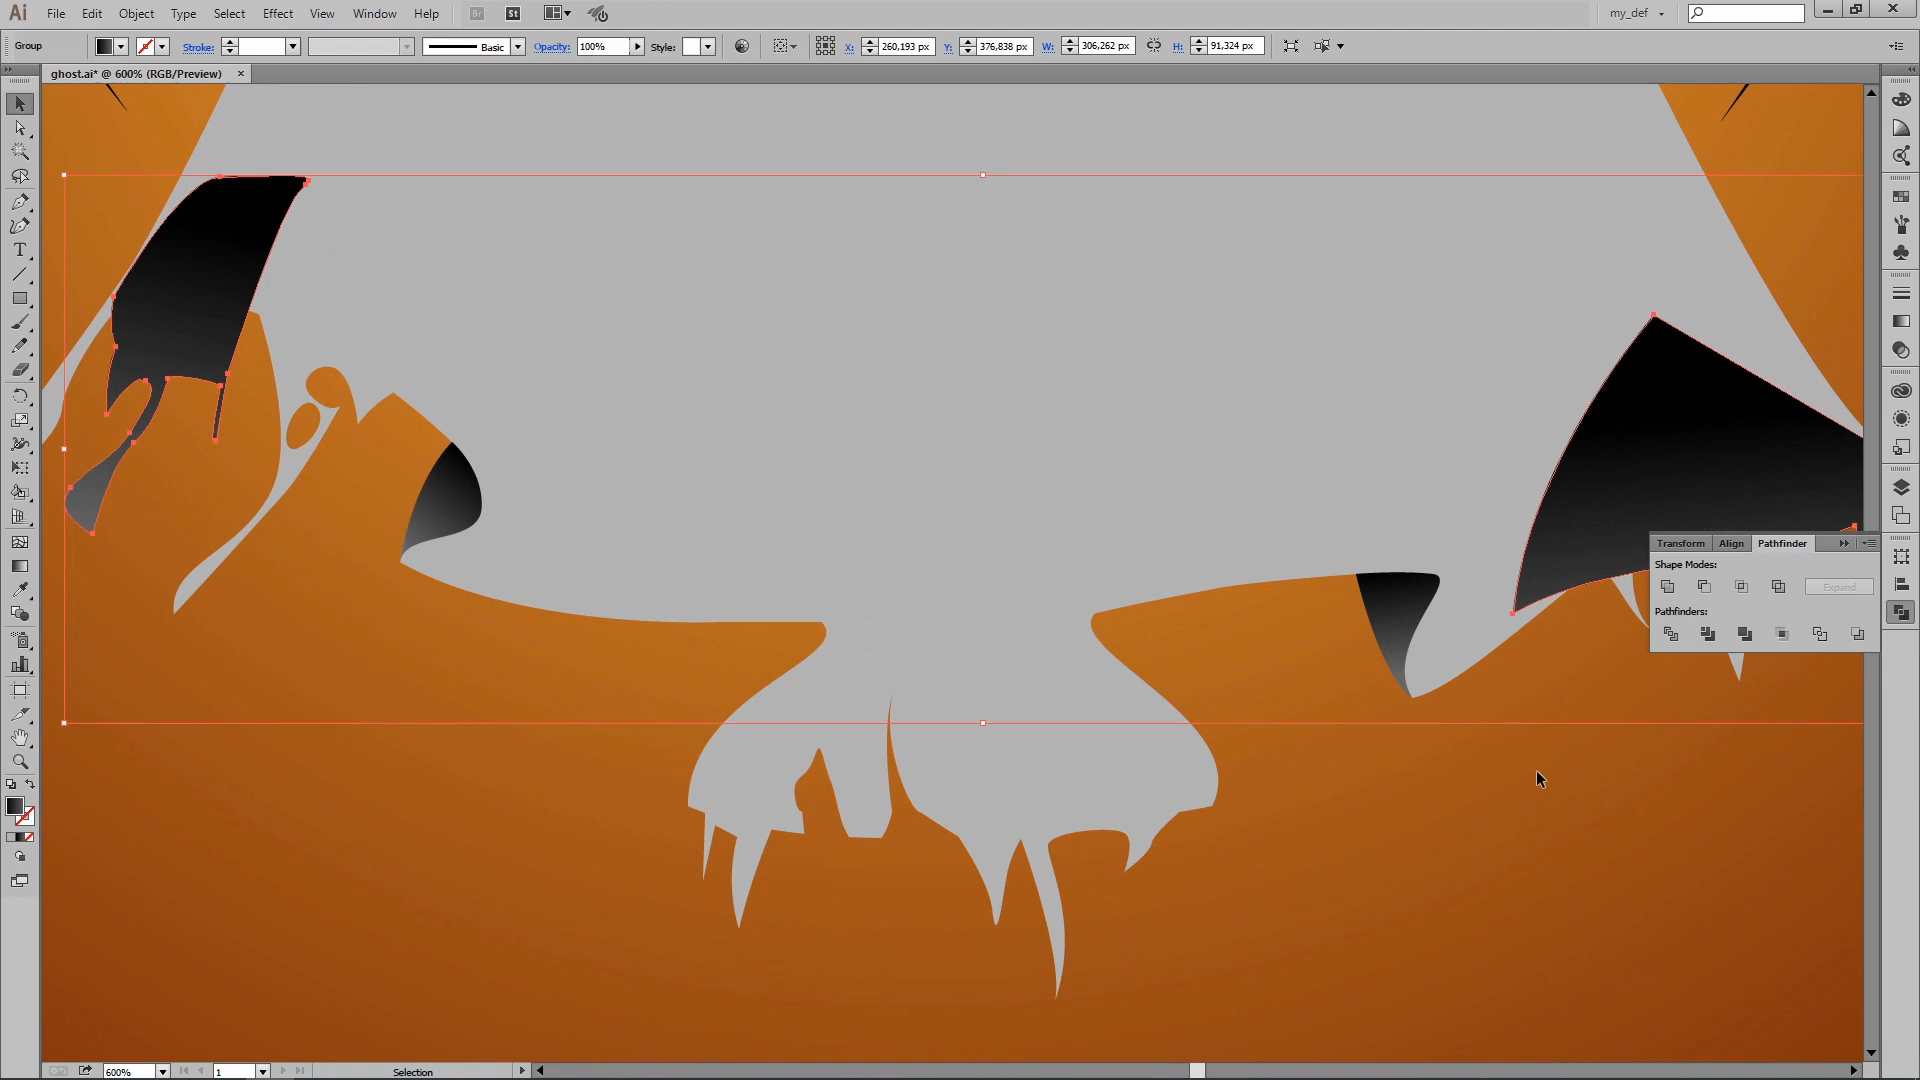 Ai File Edit Object Type Select Effect View Window Help Br St my_def
Group Stroke: Basic Opacity: 100% Style: X: 260,193 px Y: 376,838 px W: 306,262 px H: 91,324 px
ghost.ai* @ 600% (RGB/Preview)
T
Transform Align Pathfinder
Shape Modes:
Expand
Pathfinders:
600% 1 Selection